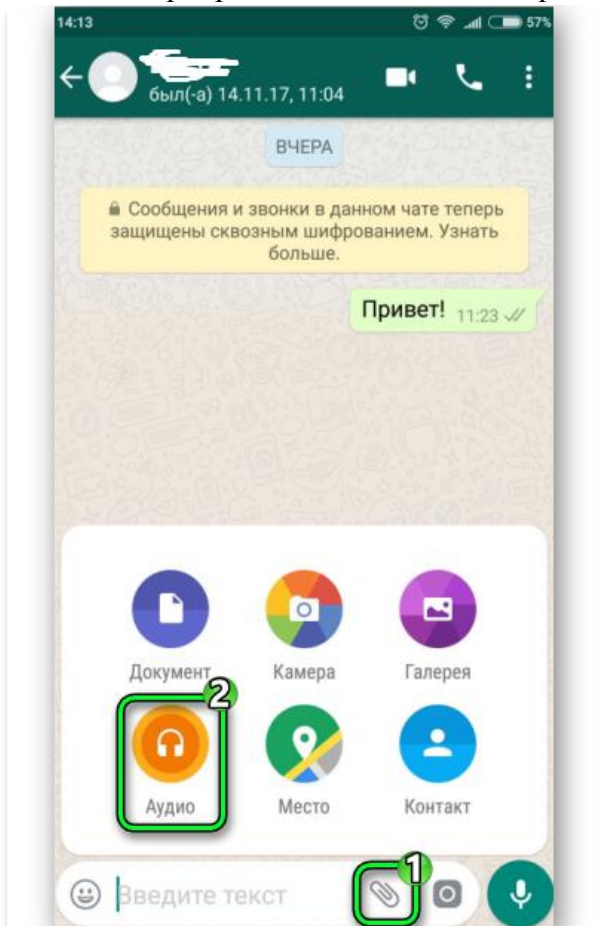 14:13 57%
был(-а) 14.11.17, 11:04
ВЧЕРА
Сообщения и звонки в данном чате теперь
защищены сквозным шифрованием. Узнать
больше.
Привет! 11:23
Документ Камера Галерея
2
Аудио Место Контакт
1
Введите текст